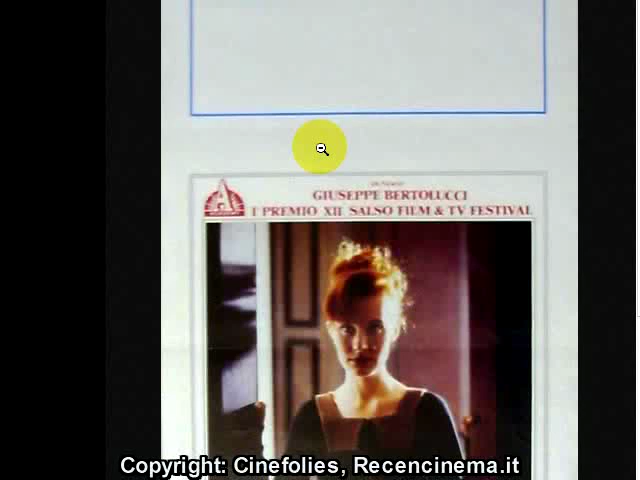 GIUSEPPE BERTOLUCCI
I PREMIO XII SALSO FILM & TV FESTIVAL
Copyright: Cinefolies, Recencinema.it